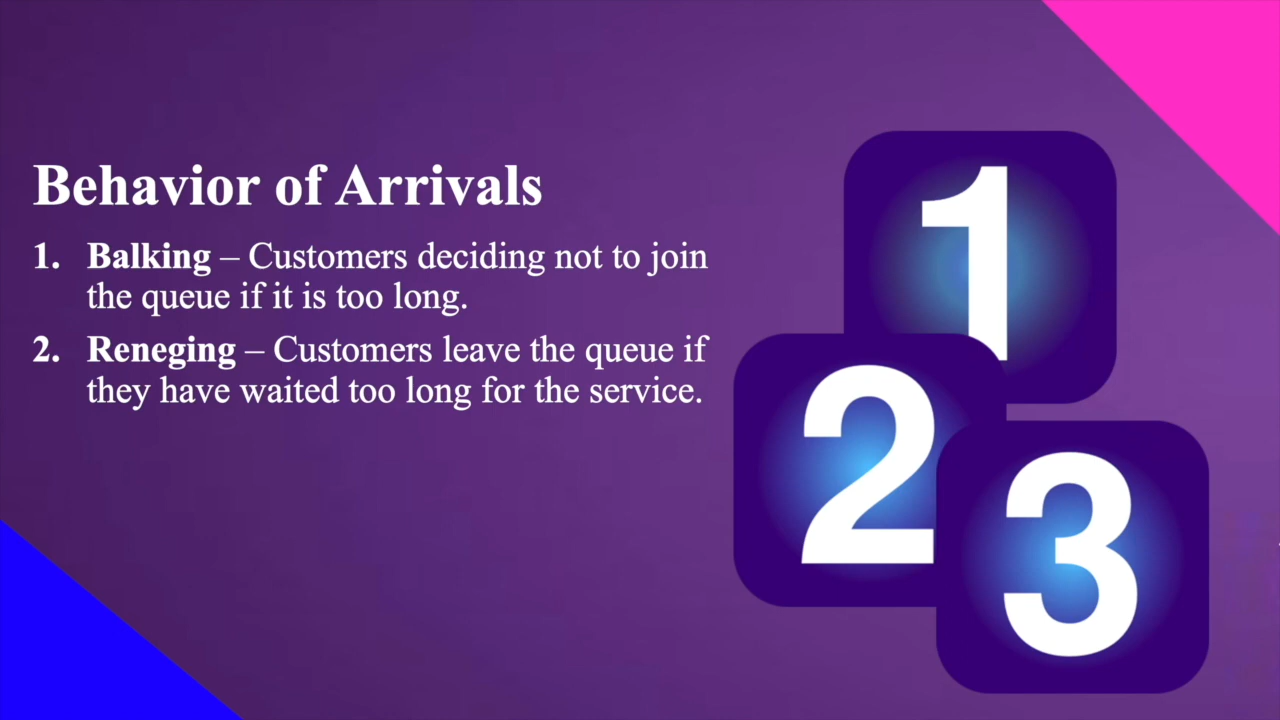 Behavior of Arrivals
1. Balking – Customers deciding not to join
the queue if it is too long.
2. Reneging – Customers leave the queue if
they have waited too long for the service.
1
2
3